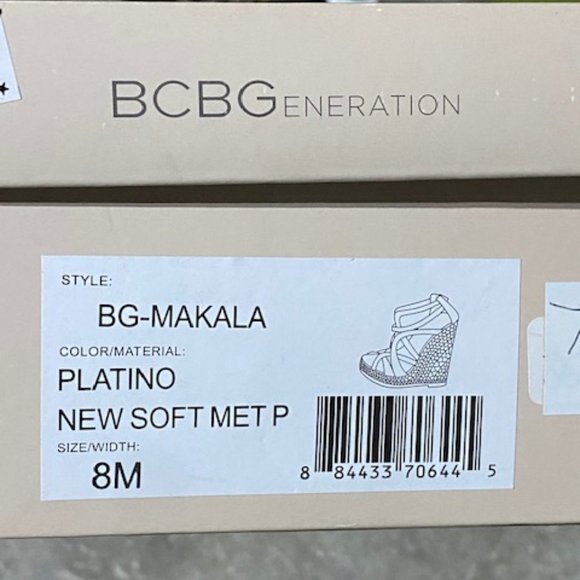 BCBGENERATION
STYLE:
BG-MAKALA
COLOR/MATERIAL:
PLATINO
NEW SOFT MET P
SIZE/WIDTH:
8M
8 84433 70644 5